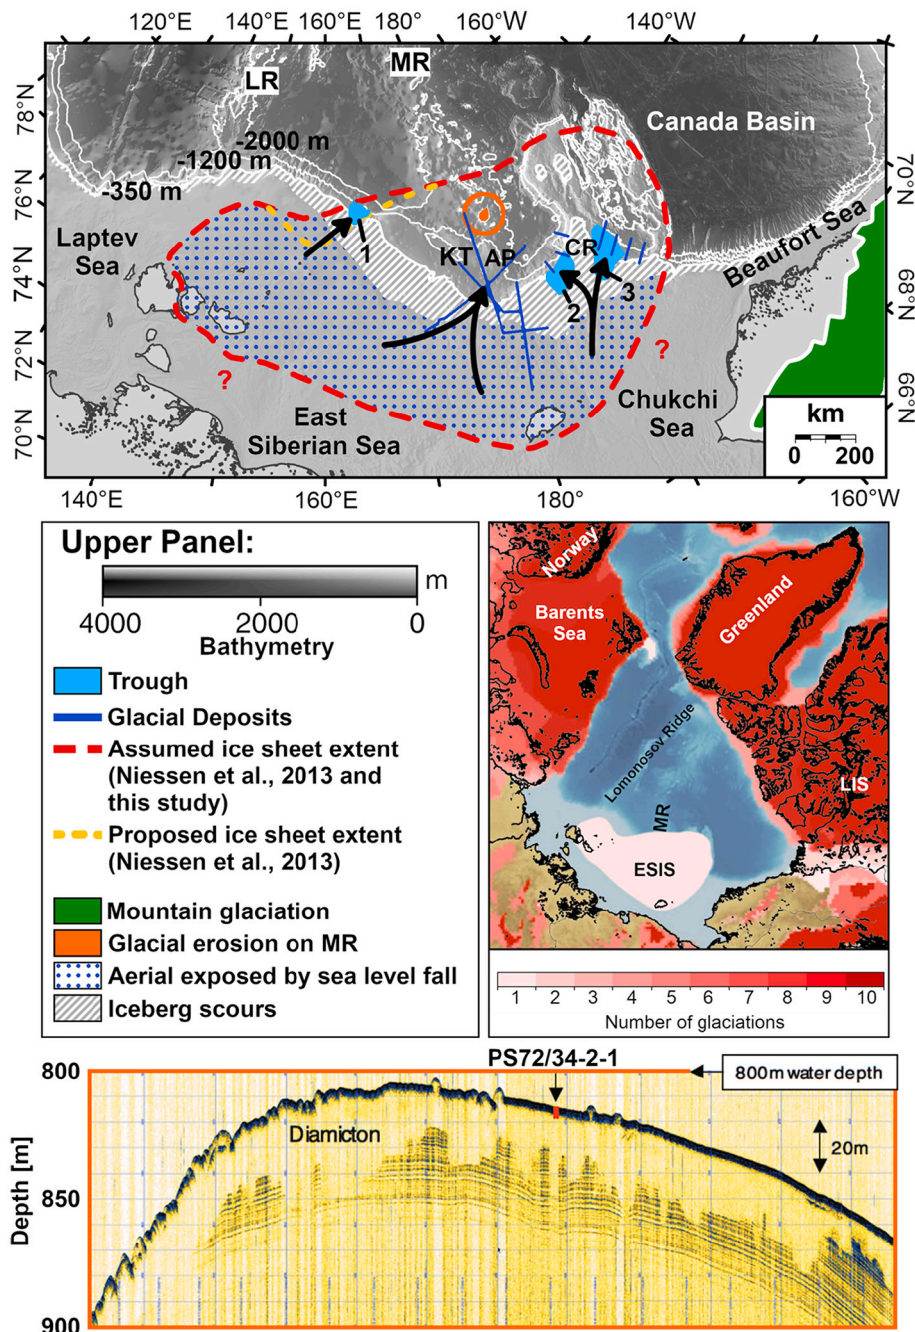 120°E 140°E 160°E 180° 160°W 140°W
LR
MR
Canada Basin
78°N
-2000 m
-1200 m
-350 m
76°N
70°N
Laptev
Sea
1
KT
AP
CR
2
3
Beaufort Sea
74°N
68°N
72°N
?
?
70°N
66°N
East
Siberian Sea
Chukchi
Sea
km
0 200
140°E 160°E 180° 160°W
Upper Panel:
m
4000 2000 0
Bathymetry
Trough
Glacial Deposits
Assumed ice sheet extent
(Niessen et al., 2013 and
this study)
Proposed ice sheet extent
(Niessen et al., 2013)
Mountain glaciation
Glacial erosion on MR
Aerial exposed by sea level fall
Iceberg scours
Norway
Barents
Sea
Greenland
Lomonosov Ridge
MR
LIS
ESIS
1 2 3 4 5 6 7 8 9 10
Number of glaciations
PS72/34-2-1
800m water depth
800
Diamicton
20m
Depth [m]
850
900